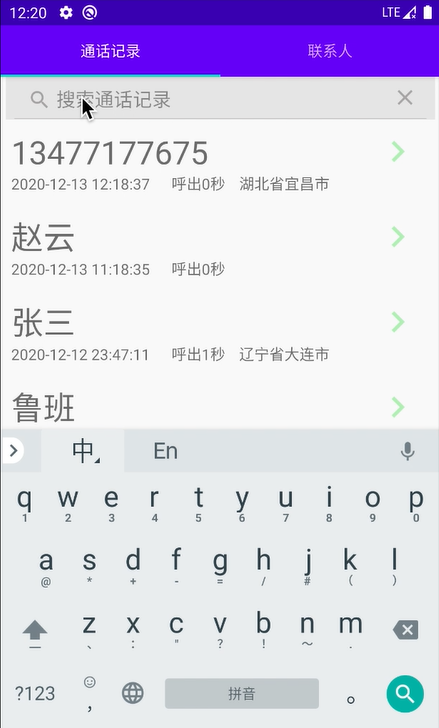 12:20 LTE
通话记录 联系人
搜索通话记录
13477177675
2020-12-13 12:18:37 呼出0秒 湖北省宜昌市
赵云
2020-12-13 11:18:35 呼出0秒
张三
2020-12-12 23:47:11 呼出1秒 辽宁省大连市
鲁班
中 En
q w e r t y u i o p
1 2 3 4 5 6 7 8 9 0
a s d f g h j k l
@ * + - = / # ( )
z x c v b n m
、 : " ? ! ～ .
?123 , 拼音 。